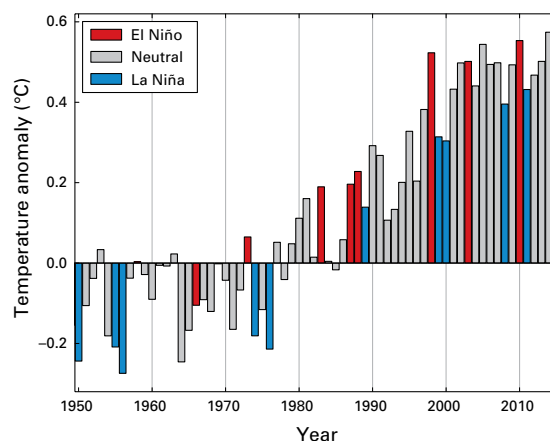 El Niño
Neutral
La Niña
Temperature anomaly (°C)
0.6
0.4
0.2
0.0
−0.2
1950 1960 1970 1980 1990 2000 2010
Year